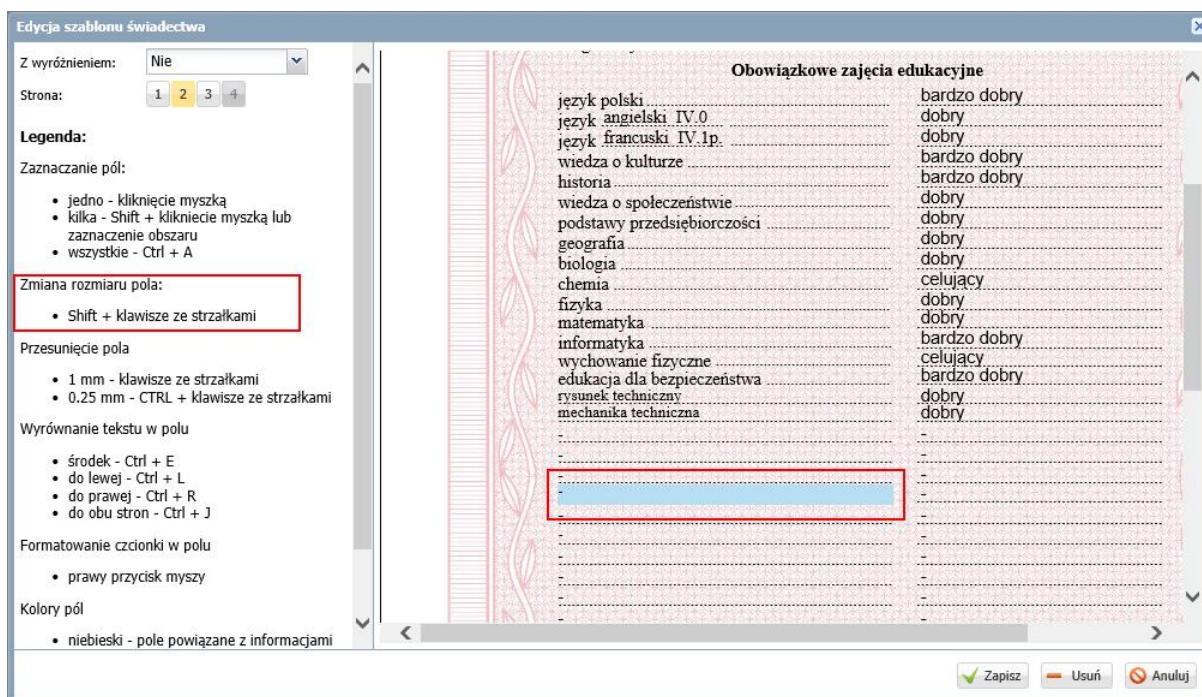 Edycja szablonu świadectwa
Z wyróżnieniem: Nie
Strona: 1 2 3 4
Legenda:
Zaznaczanie pól:
• jedno - kliknięcie myszką
• kilka - Shift + klikniecie myszką lub
zaznaczenie obszaru
• wszystkie - Ctrl + A
Zmiana rozmiaru pola:
• Shift + klawisze ze strzałkami
Przesunięcie pola
• 1 mm - klawisze ze strzałkami
• 0.25 mm - CTRL + klawisze ze strzałkami
Wyrównanie tekstu w polu
• środek - Ctrl + E
• do lewej - Ctrl + L
• do prawej - Ctrl + R
• do obu stron - Ctrl + J
Formatowanie czcionki w polu
• prawy przycisk myszy
Kolory pól
• niebieski - pole powiązane z informacjami
Obowiązkowe zajęcia edukacyjne
język polski bardzo dobry
język angielski IV.0 dobry
język francuski IV.1p. dobry
wiedza o kulturze bardzo dobry
historia bardzo dobry
wiedza o społeczeństwie dobry
podstawy przedsiębiorczości dobry
geografia dobry
biologia dobry
chemia celujący
fizyka dobry
matematyka dobry
informatyka bardzo dobry
wychowanie fizyczne celujący
edukacja dla bezpieczeństwa bardzo dobry
rysunek techniczny dobry
mechanika techniczna dobry
- -
- -
- -
- -
- -
- -
- -
- -
- -
- -
Zapisz Usuń Anuluj